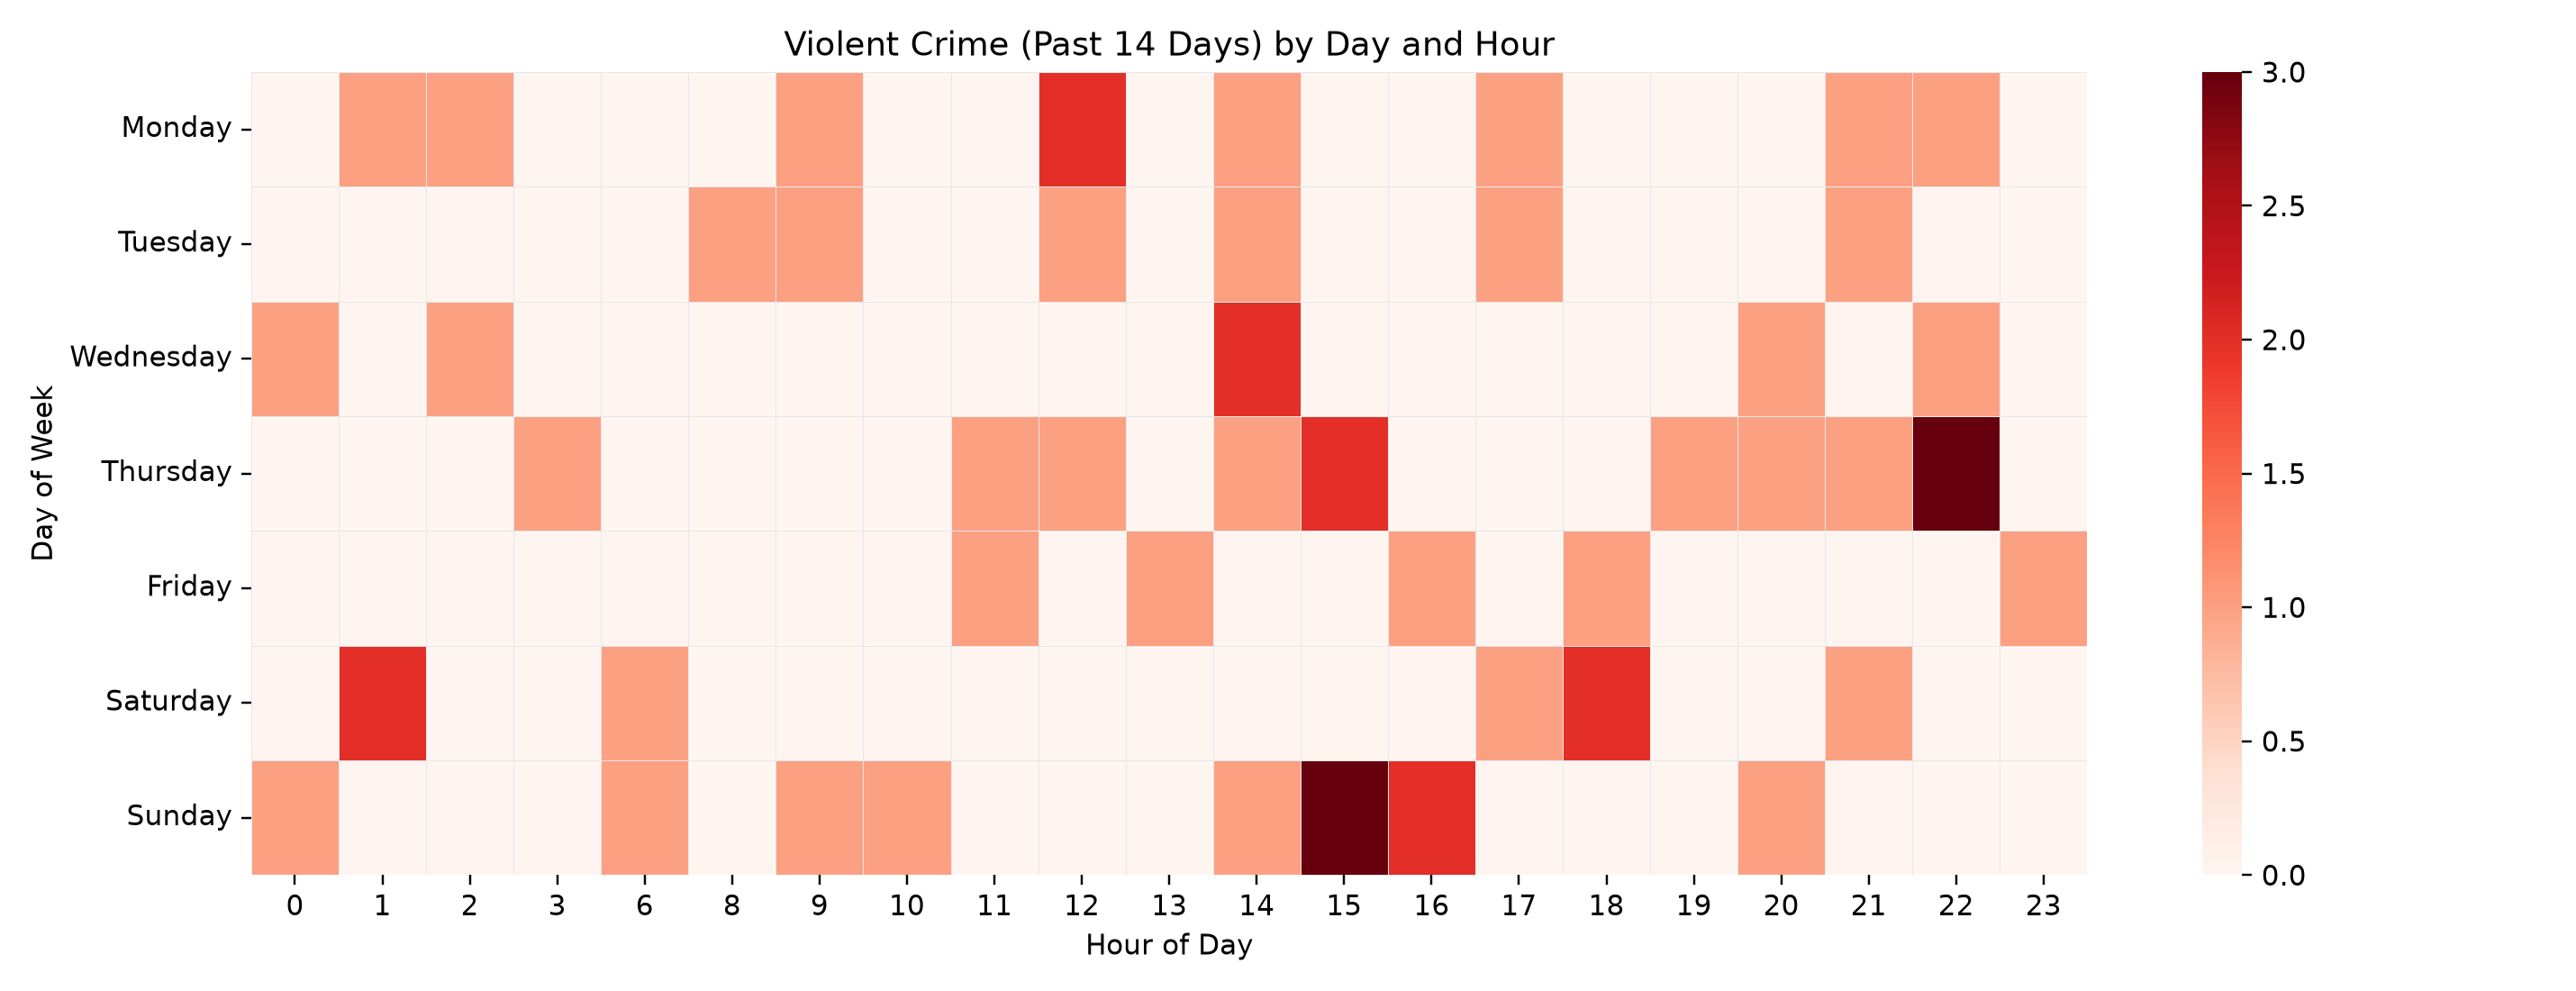 Violent Crime (Past 14 Days) by Day and Hour
Day of Week
Monday
Tuesday
Wednesday
Thursday
Friday
Saturday
Sunday
0 1 2 3 6 8 9 10 11 12 13 14 15 16 17 18 19 20 21 22 23
Hour of Day
3.0
2.5
2.0
1.5
1.0
0.5
0.0